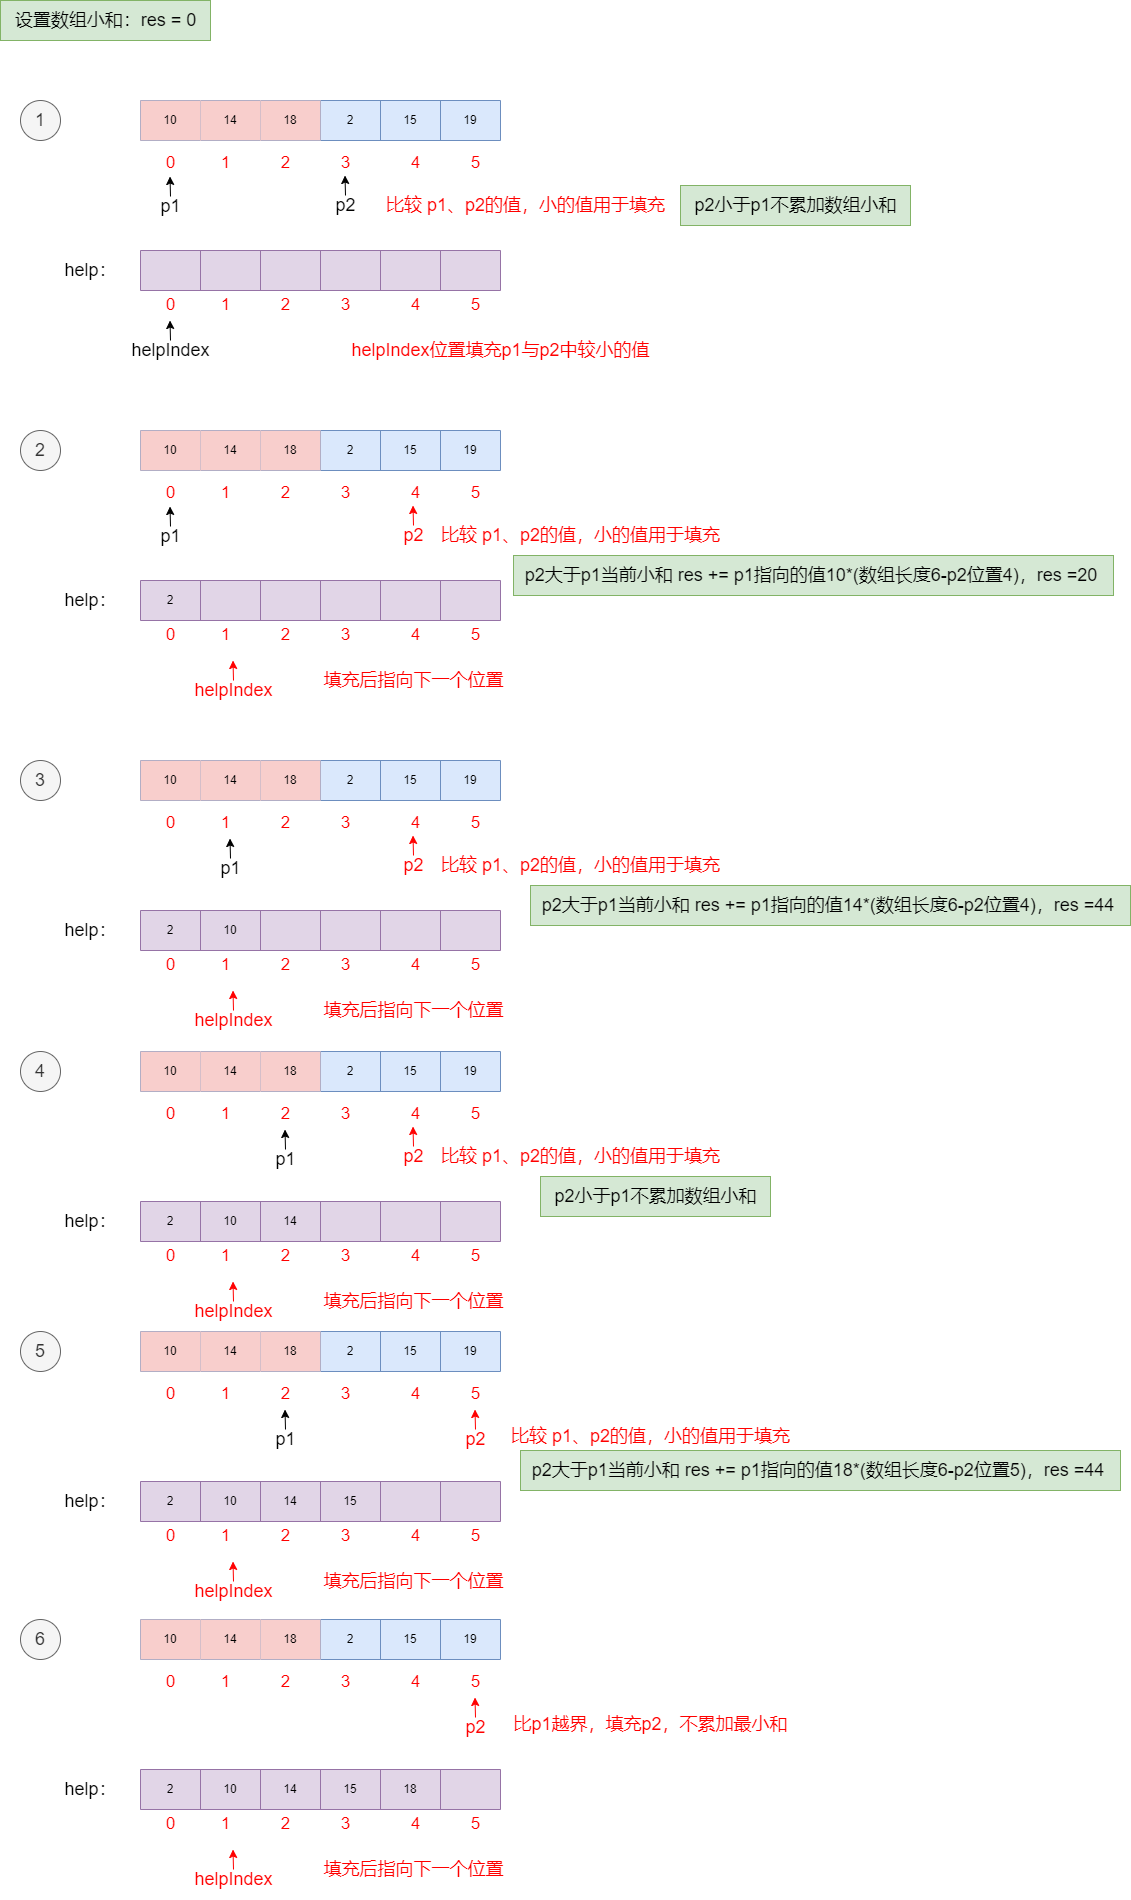 设置数组小和：res = 0
1
10 14 18 2 15 19
0 1 2 3 4 5
p1 p2 比较 p1、p2的值，小的值用于填充 p2小于p1不累加数组小和
help：
0 1 2 3 4 5
helpIndex helpIndex位置填充p1与p2中较小的值
2
10 14 18 2 15 19
0 1 2 3 4 5
p1 p2 比较 p1、p2的值，小的值用于填充
p2大于p1当前小和 res += p1指向的值10*(数组长度6-p2位置4)，res =20
help： 2
0 1 2 3 4 5
helpIndex 填充后指向下一个位置
3
10 14 18 2 15 19
0 1 2 3 4 5
p1 p2 比较 p1、p2的值，小的值用于填充
p2大于p1当前小和 res += p1指向的值14*(数组长度6-p2位置4)，res =44
help： 2 10
0 1 2 3 4 5
helpIndex 填充后指向下一个位置
4
10 14 18 2 15 19
0 1 2 3 4 5
p1 p2 比较 p1、p2的值，小的值用于填充
p2小于p1不累加数组小和
help： 2 10 14
0 1 2 3 4 5
helpIndex 填充后指向下一个位置
5
10 14 18 2 15 19
0 1 2 3 4 5
p1 p2 比较 p1、p2的值，小的值用于填充
p2大于p1当前小和 res += p1指向的值18*(数组长度6-p2位置5)，res =44
help： 2 10 14 15
0 1 2 3 4 5
helpIndex 填充后指向下一个位置
6
10 14 18 2 15 19
0 1 2 3 4 5
p2 比p1越界，填充p2，不累加最小和
help： 2 10 14 15 18
0 1 2 3 4 5
helpIndex 填充后指向下一个位置